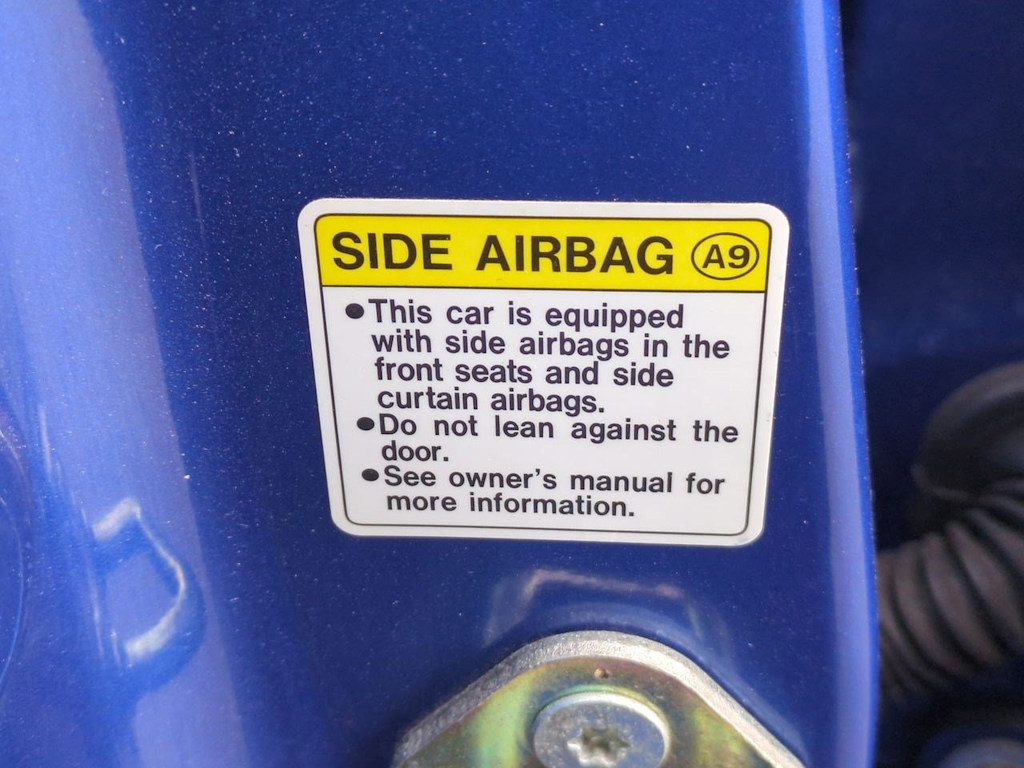 SIDE AIRBAG A9
●This car is equipped
with side airbags in the
front seats and side
curtain airbags.
●Do not lean against the
door.
●See owner's manual for
more information.